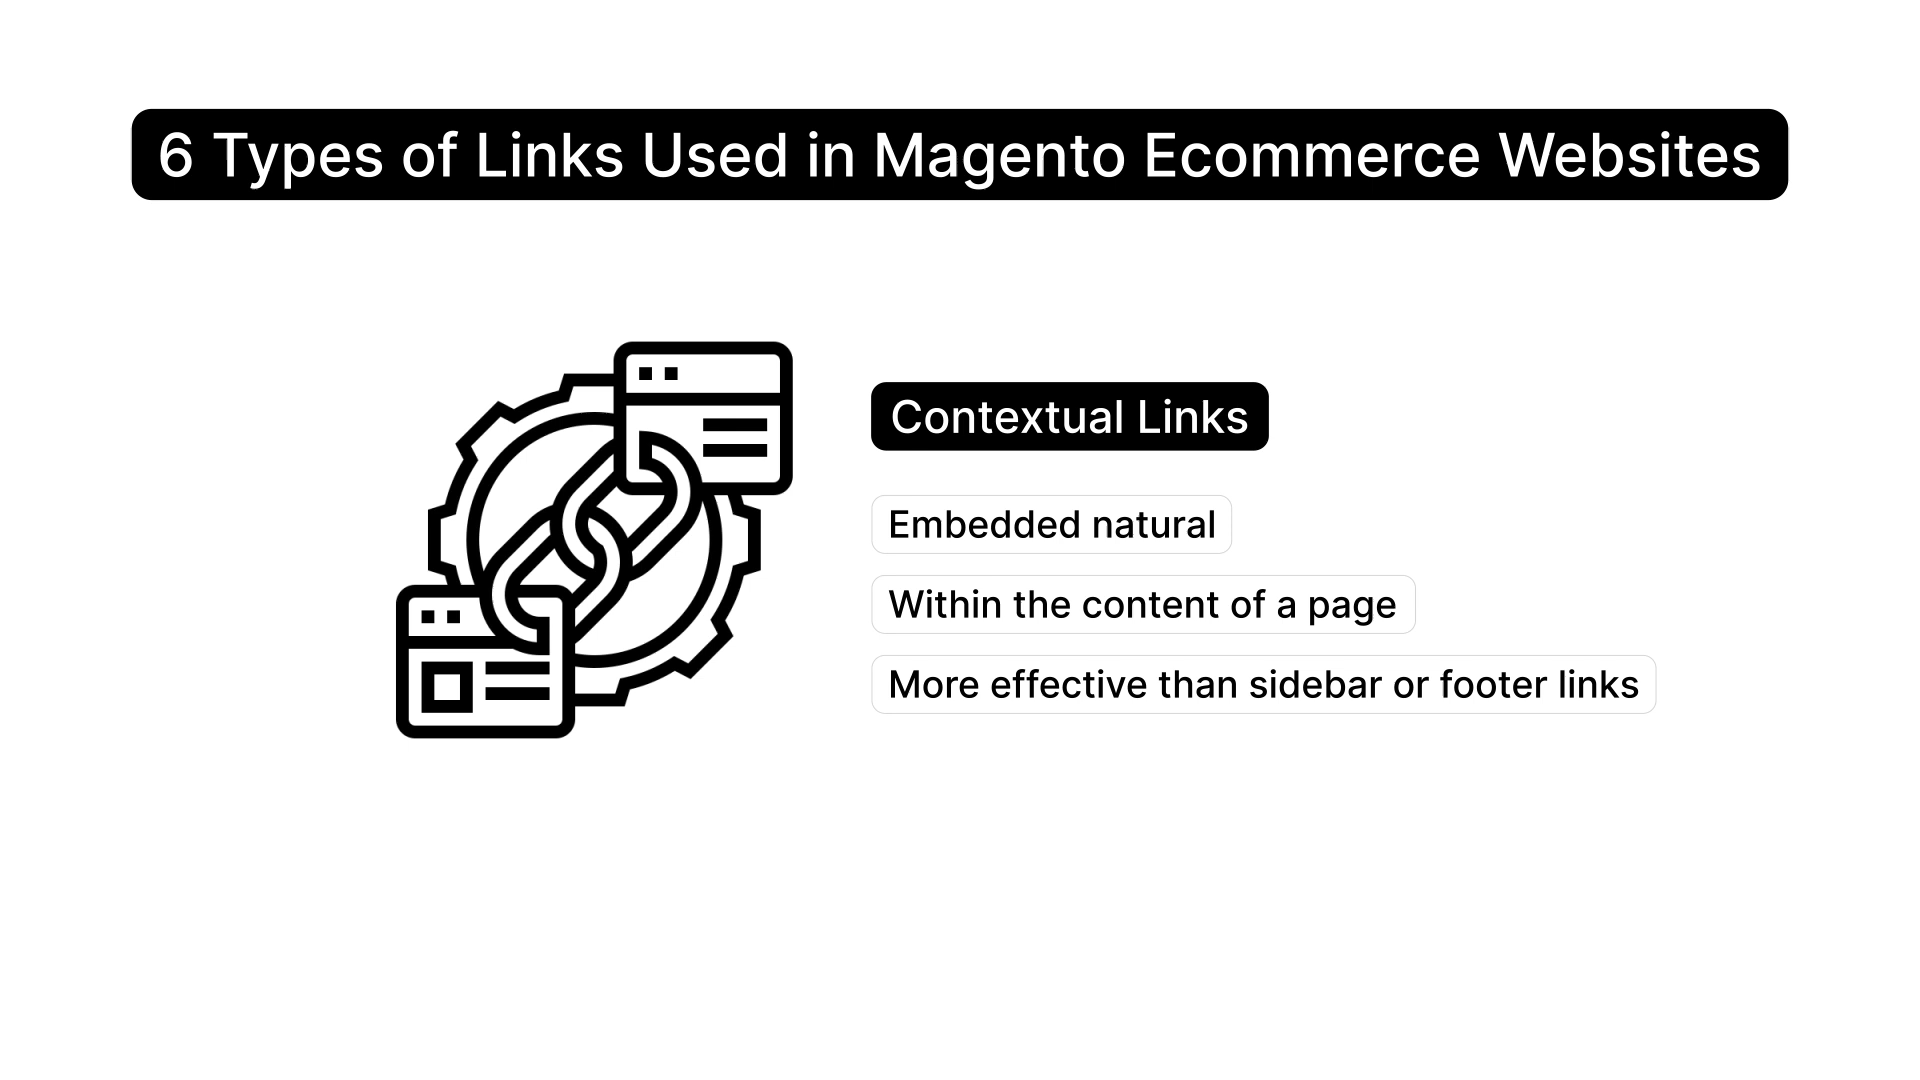 6 Types of Links Used in Magento Ecommerce Websites
Contextual Links
Embedded natural
Within the content of a page
More effective than sidebar or footer links